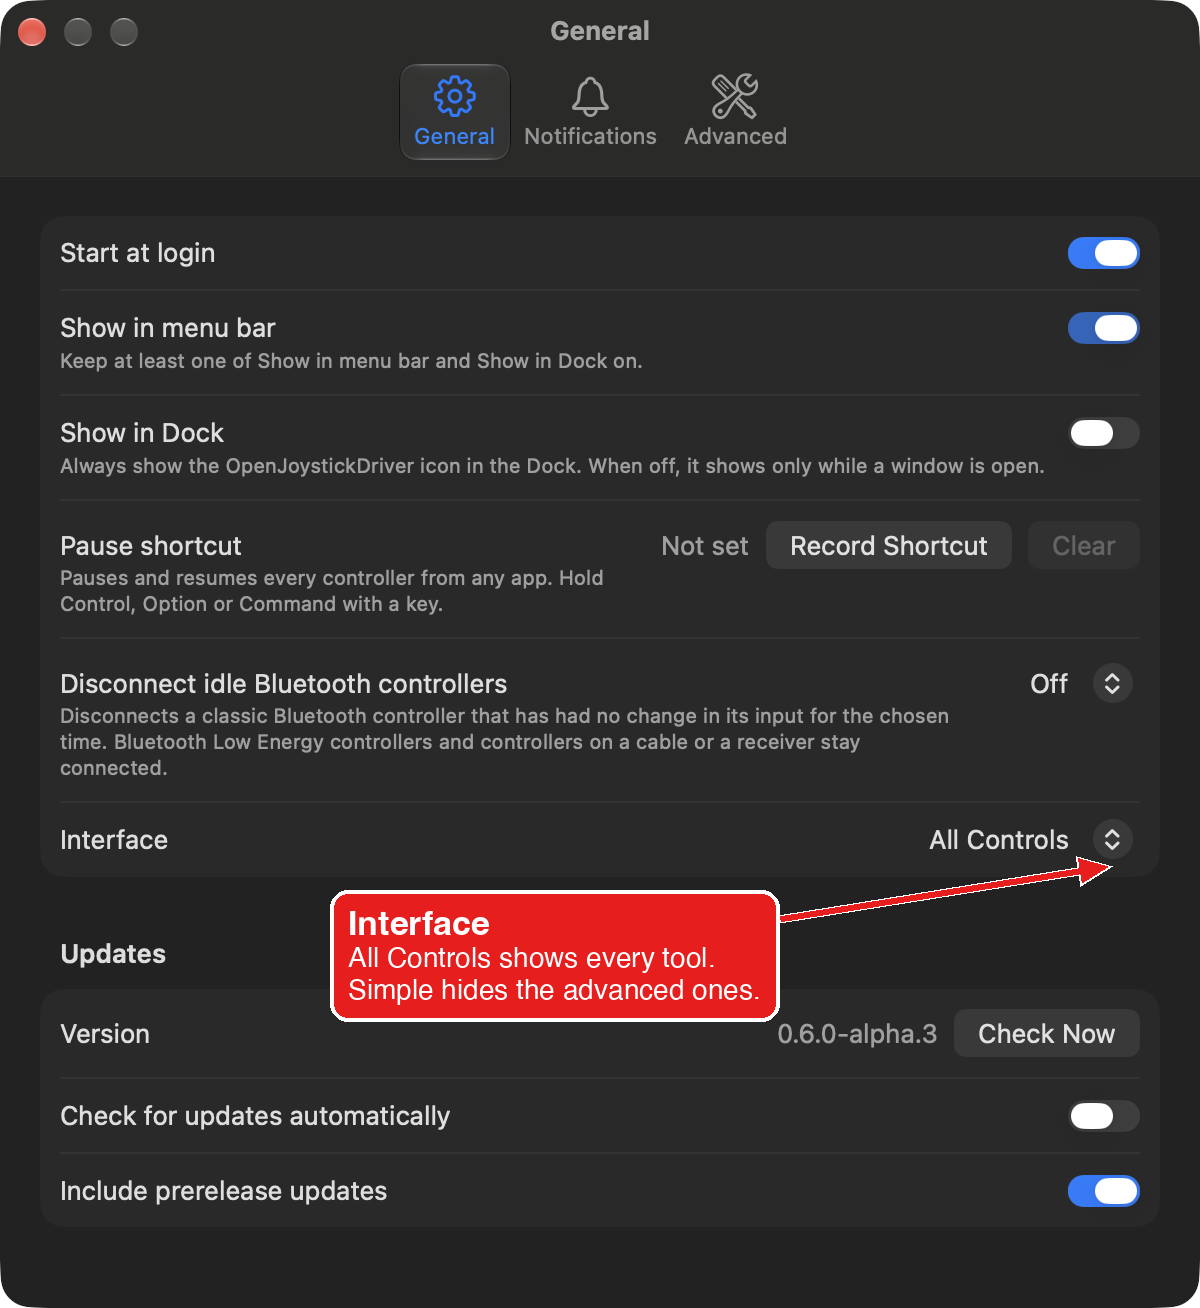 General
General
Notifications
Advanced
Start at login
Show in menu bar
Keep at least one of Show in menu bar and Show in Dock on.
Show in Dock
Always show the OpenJoystickDriver icon in the Dock. When off, it shows only while a window is open.
Pause shortcut
Not set
Record Shortcut
Clear
Pauses and resumes every controller from any app. Hold
Control, Option or Command with a key.
Disconnect idle Bluetooth controllers
Off
Disconnects a classic Bluetooth controller that has had no change in its input for the chosen
time. Bluetooth Low Energy controllers and controllers on a cable or a receiver stay
connected.
Interface
All Controls
Interface
All Controls shows every tool.
Simple hides the advanced ones.
Updates
Version
0.6.0-alpha.3
Check Now
Check for updates automatically
Include prerelease updates